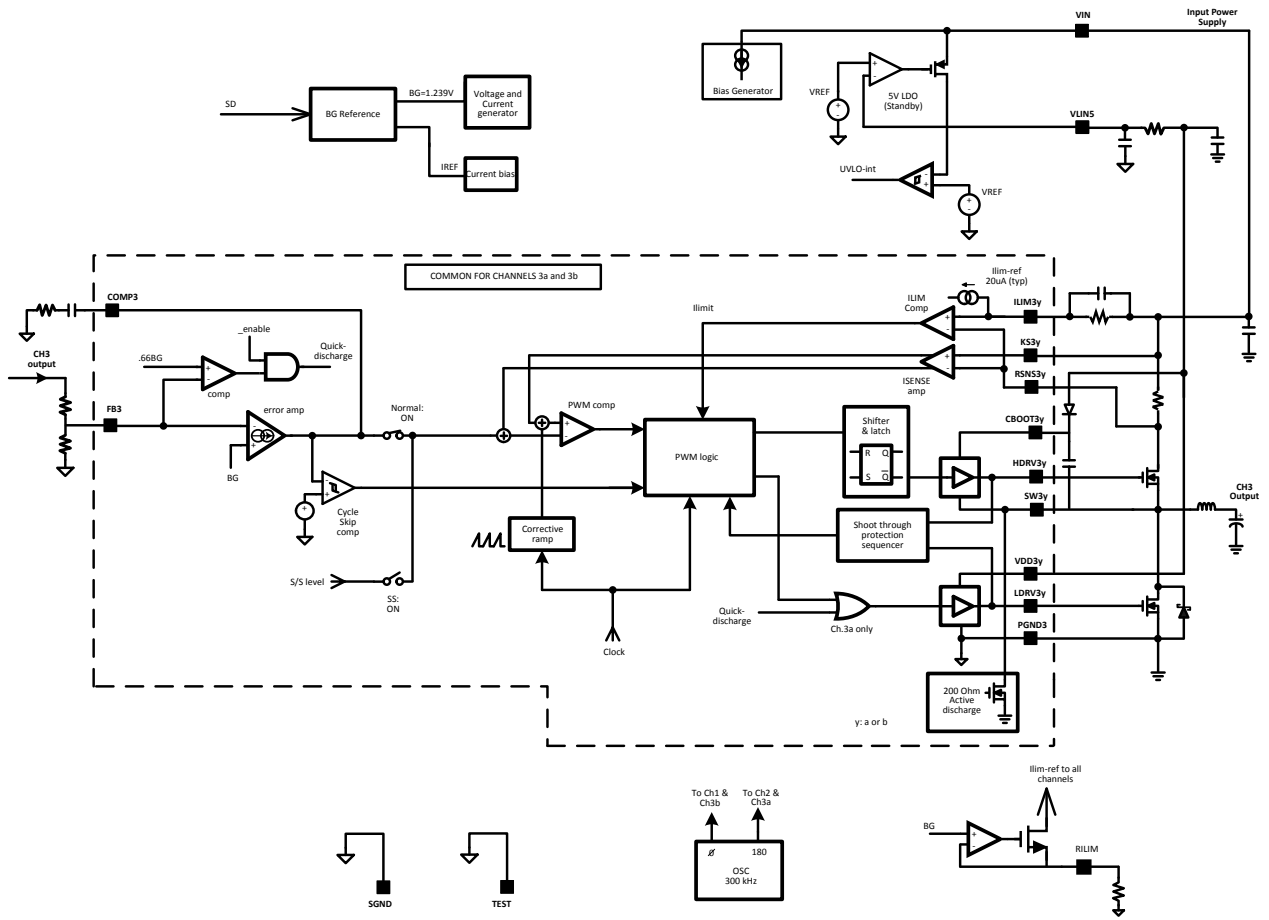 VIN
Input Power
Supply
Bias Generator
VREF
+
-
+
-
5V LDO
(Standby)
VLIN5
SD
BG Reference
BG=1.239V
Voltage and
Current
generator
IREF
Current bias
UVLO-int
-
+
+
-
VREF
COMMON FOR CHANNELS 3a and 3b
COMP3
CH3
output
.66BG
_enable
+
-
comp
Quick-
discharge
FB3
error amp
-
+
BG
Normal:
ON
-
+
+
Cycle
Skip
comp
S/S level
SS:
ON
PWM comp
+
-
Corrective
ramp
Clock
PWM logic
Ilimit
ILIM
Comp
+
-
Ilim-ref
20uA (typ)
ILIM3y
KS3y
+
-
ISENSE
amp
RSNS3y
Shifter
& latch
R Q
S Q
CBOOT3y
HDRV3y
SW3y
CH3
Output
+
Shoot through
protection
sequencer
VDD3y
LDRV3y
PGND3
Quick-
discharge
Ch.3a only
200 Ohm
Active
discharge
y: a or b
SGND
TEST
To Ch1 &
Ch3b
To Ch2 &
Ch3a
ø 180
OSC
300 kHz
Ilim-ref to all
channels
BG
+
-
RILIM